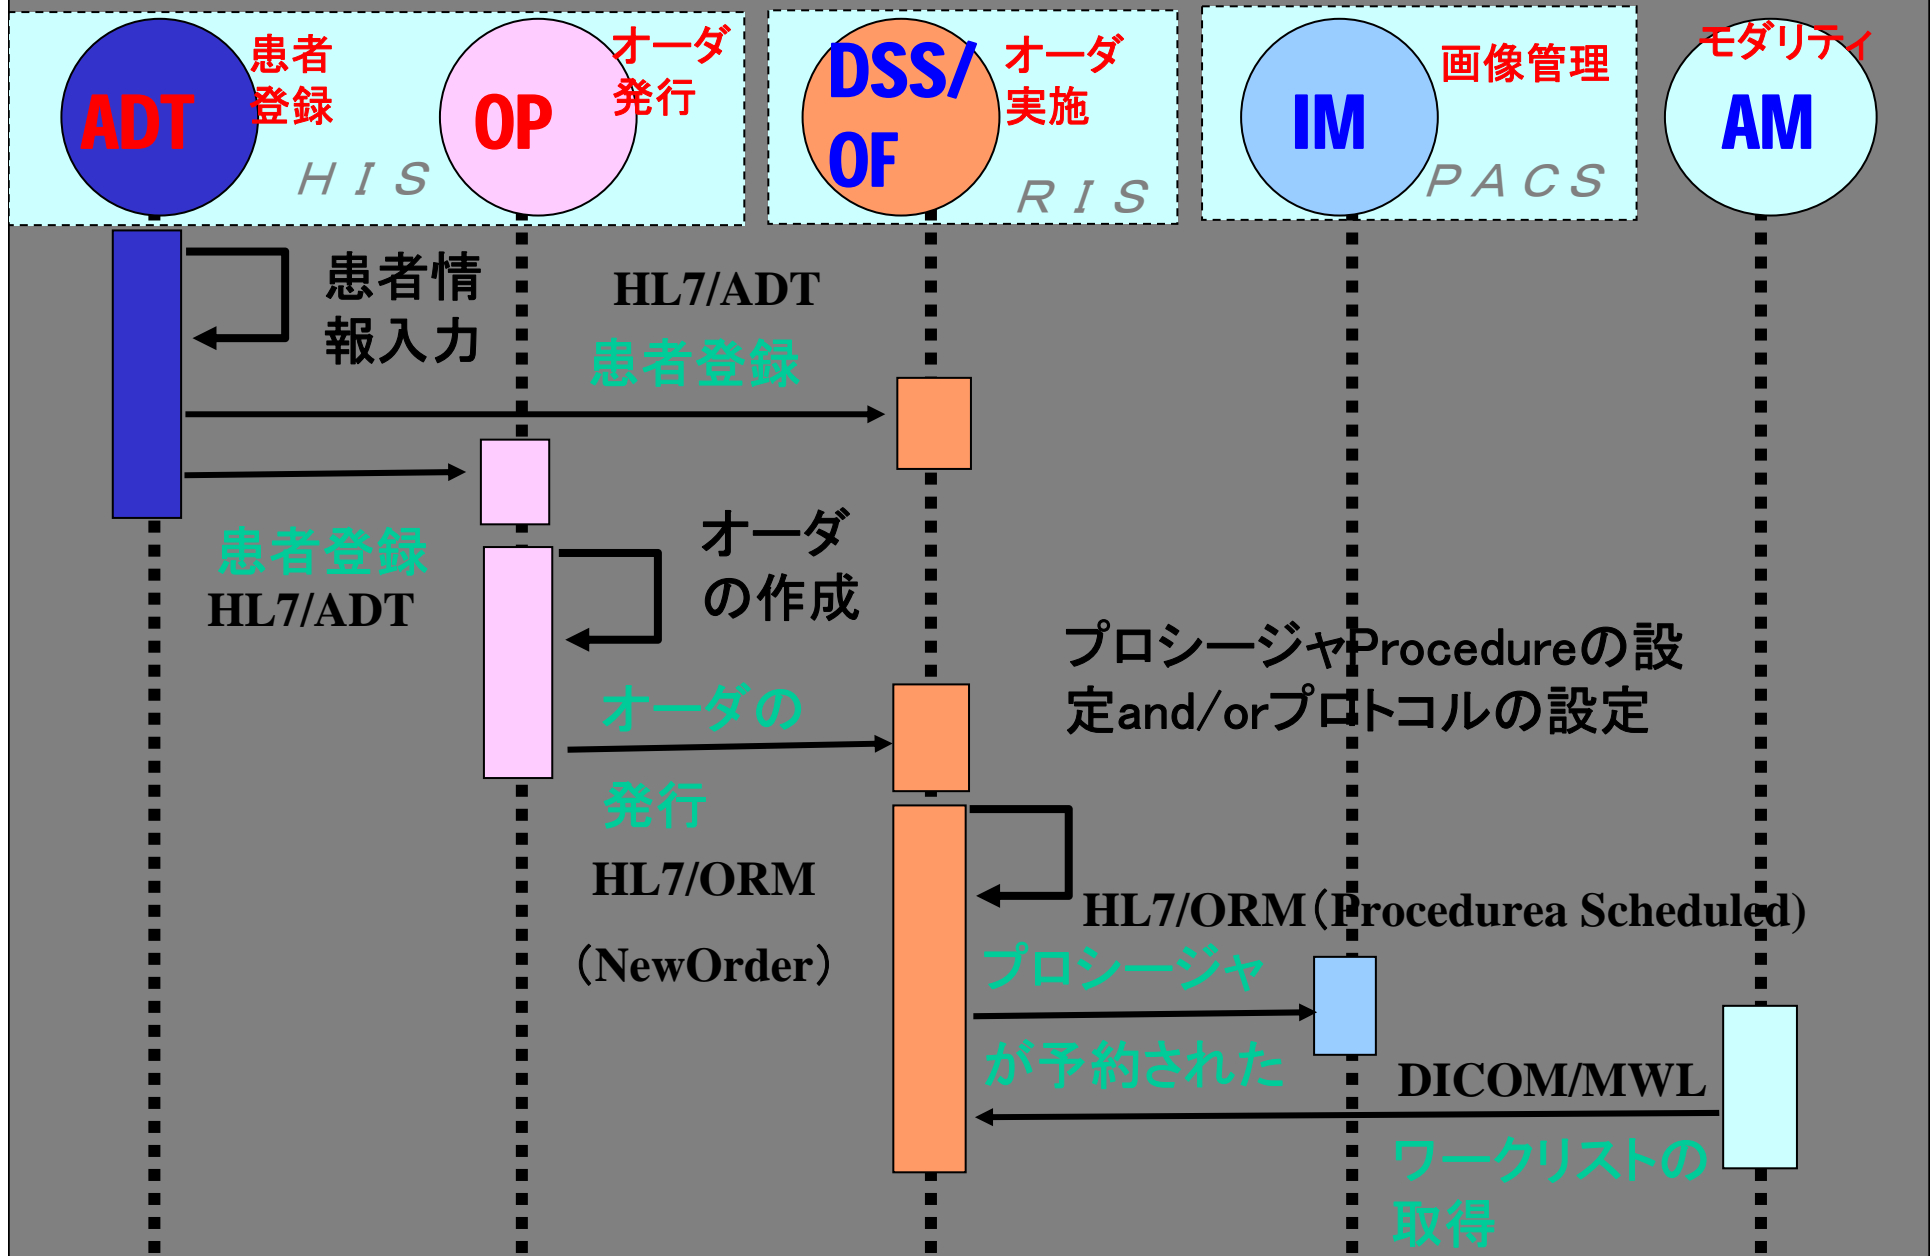 ADT
患者
登録
ＨＩＳ
OP
オーダ
発行
DSS/
OF
オーダ
実施
ＲＩＳ
IM
画像管理
ＰＡＣＳ
モダリティ
AM
患者情
報入力
HL7/ADT
患者登録
患者登録
HL7/ADT
オーダ
の作成
プロシージャProcedureの設
定and/orプロトコルの設定
オーダの
発行
HL7/ORM
（NewOrder）
HL7/ORM（Procedurea Scheduled)
プロシージャ
が予約された
DICOM/MWL
ワークリストの
取得